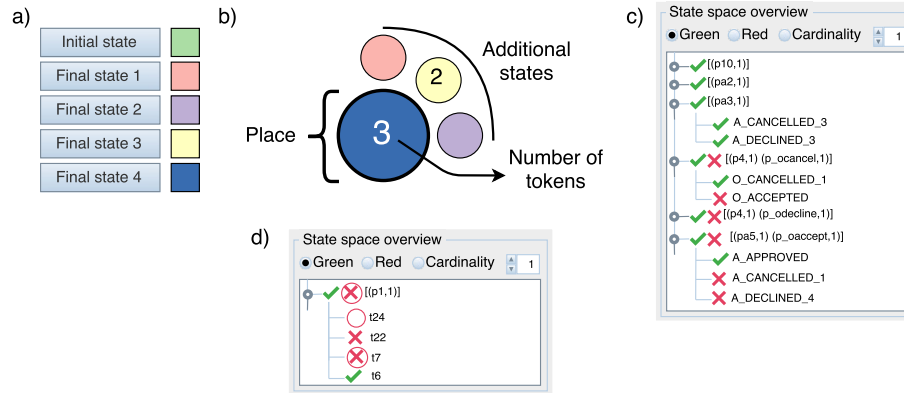 a)
Initial state
Final state 1
Final state 2
Final state 3
Final state 4
b)
2
3
Additional
states
Place
Number of
tokens
c)
State space overview
Green Red Cardinality 1
[(p10,1)]
[(pa2,1)]
[(pa3,1)]
A_CANCELLED_3
A_DECLINED_3
[(p4,1) (p_ocancel,1)]
O_CANCELLED_1
O_ACCEPTED
[(p4,1) (p_odecline,1)]
[(pa5,1) (p_oaccept,1)]
A_APPROVED
A_CANCELLED_1
A_DECLINED_4
d)
State space overview
Green Red Cardinality 1
[(p1,1)]
t24
t22
t7
t6